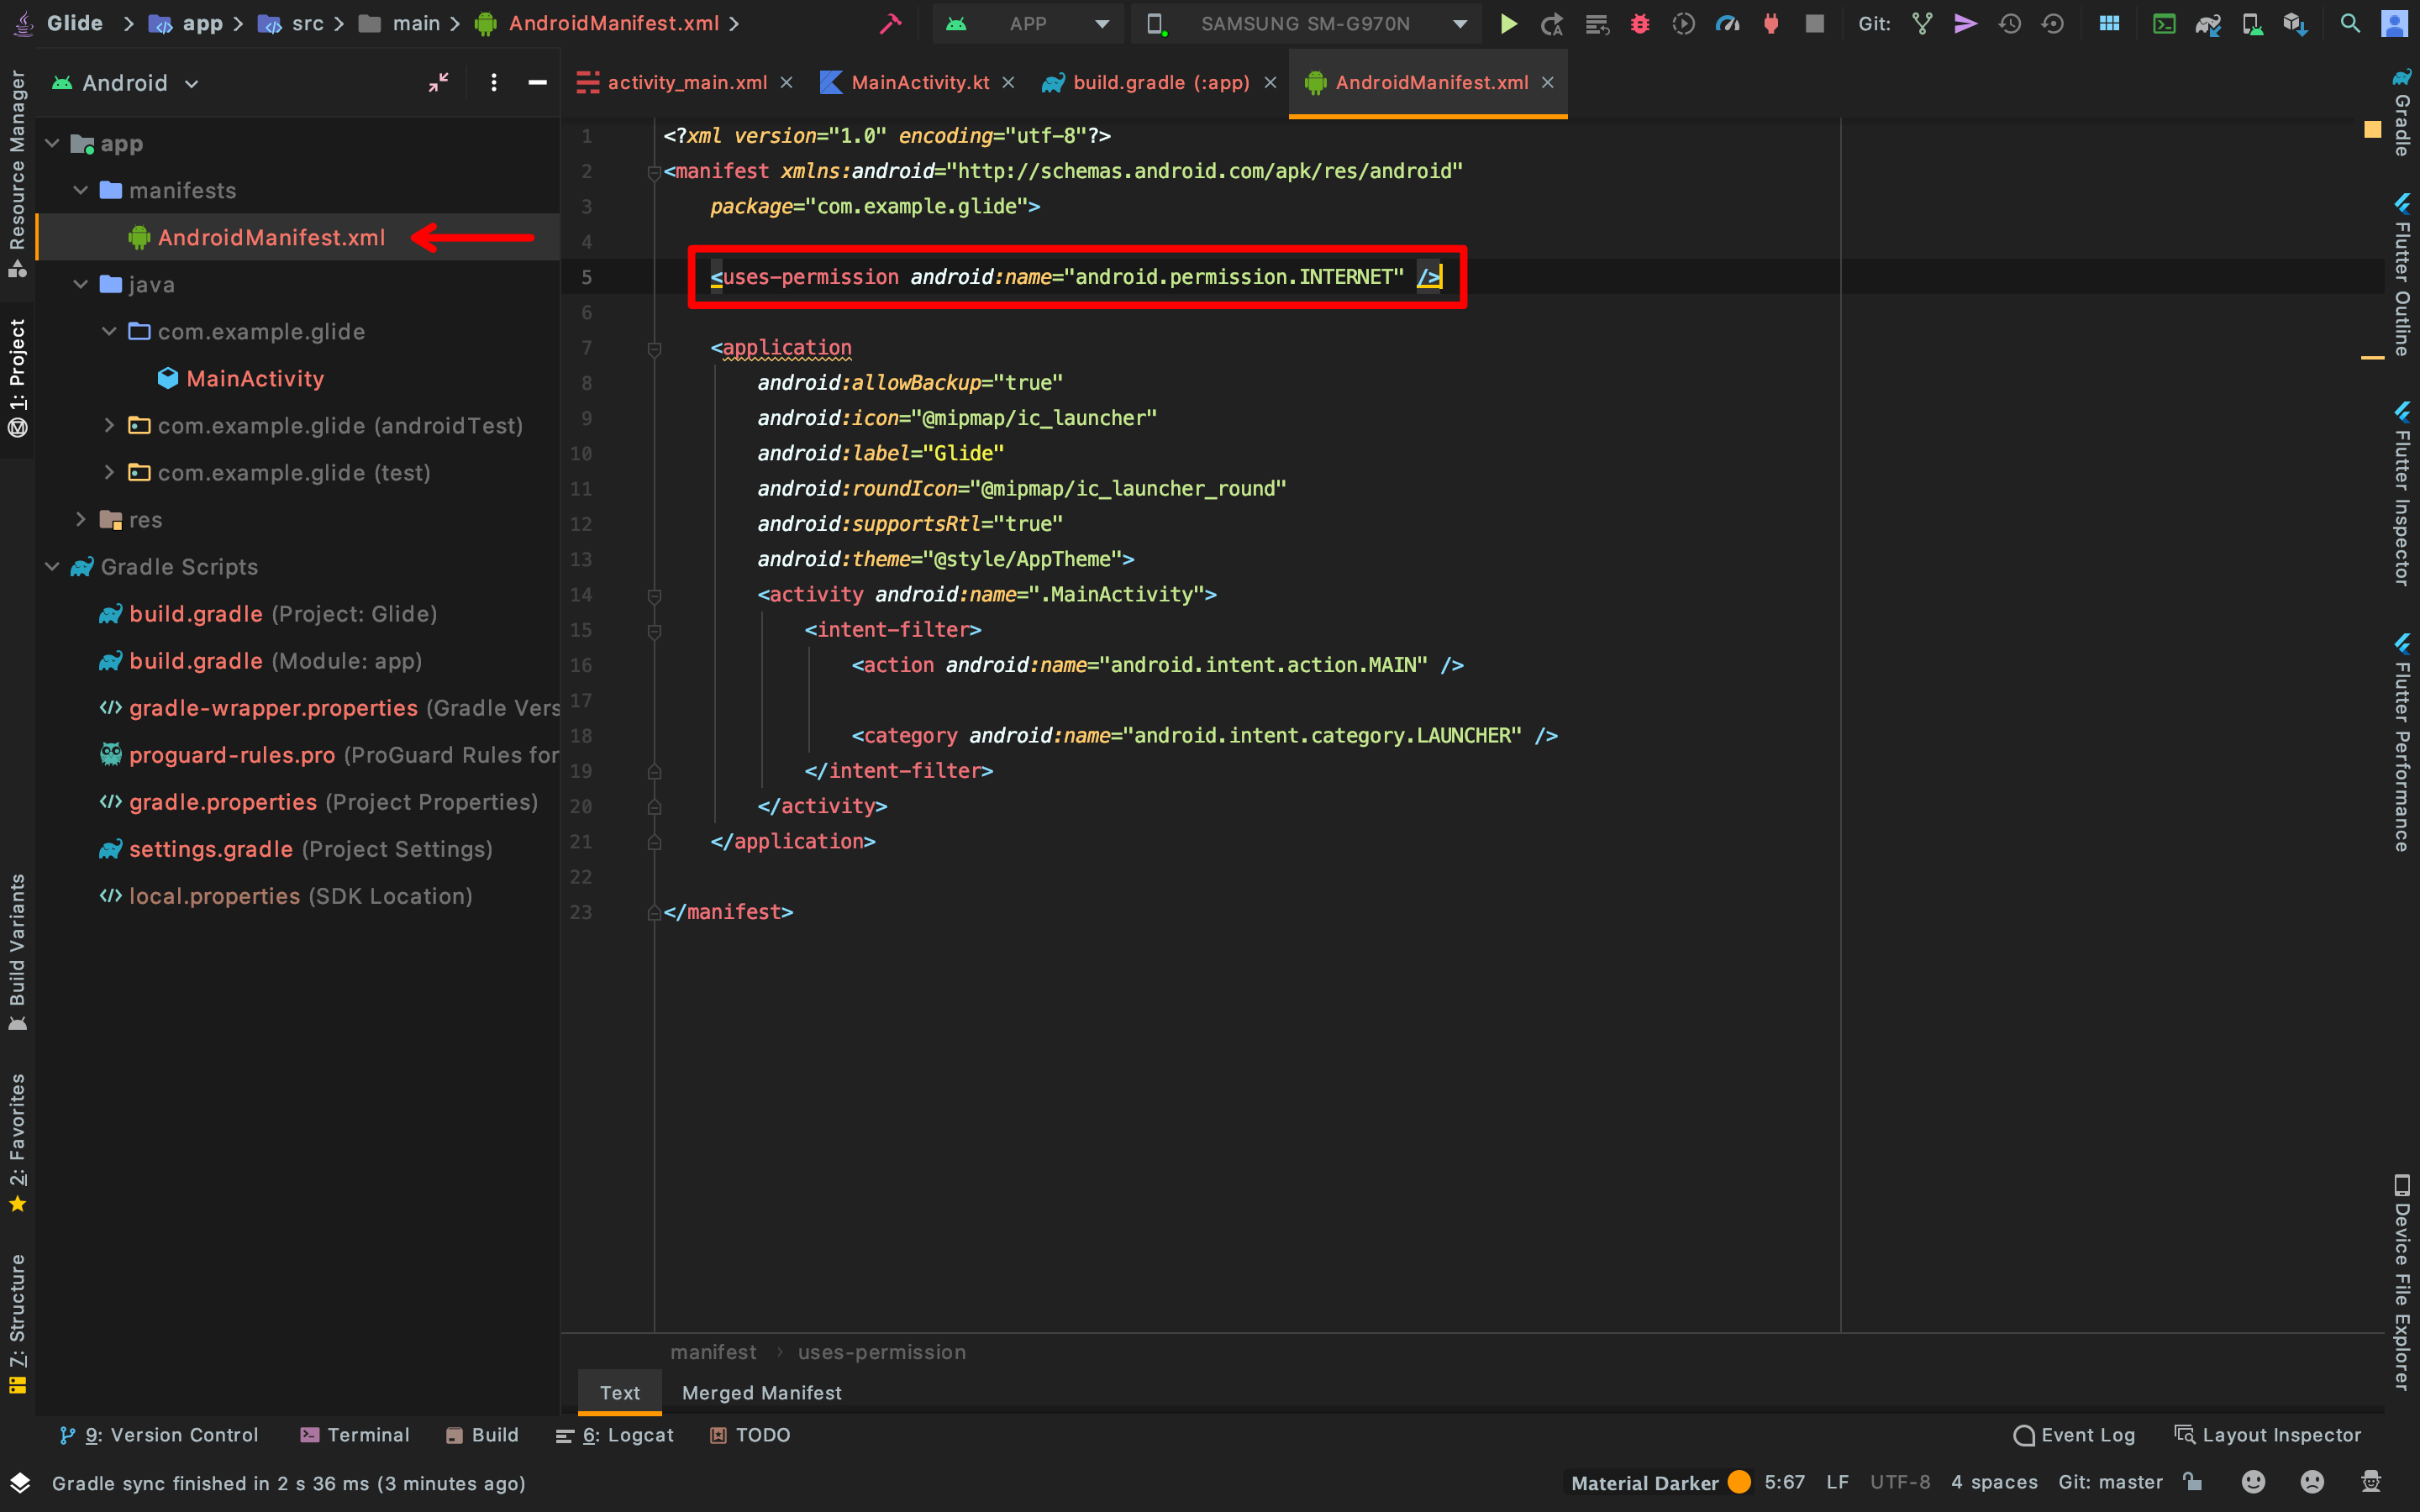 Glide > app > src > main > AndroidManifest.xml >
APP
SAMSUNG SM-G970N
Git:
Android
activity_main.xml
MainActivity.kt
build.gradle (:app)
AndroidManifest.xml
Resource Manager
1: Project
Build Variants
2: Favorites
7: Structure
app
manifests
AndroidManifest.xml
java
com.example.glide
MainActivity
com.example.glide (androidTest)
com.example.glide (test)
res
Gradle Scripts
build.gradle (Project: Glide)
build.gradle (Module: app)
gradle-wrapper.properties (Gradle Vers
proguard-rules.pro (ProGuard Rules for
gradle.properties (Project Properties)
settings.gradle (Project Settings)
local.properties (SDK Location)
1 <?xml version="1.0" encoding="utf-8"?>
2 <manifest xmlns:android="http://schemas.android.com/apk/res/android"
3 package="com.example.glide">
4
5 <uses-permission android:name="android.permission.INTERNET" />
6
7 <application
8 android:allowBackup="true"
9 android:icon="@mipmap/ic_launcher"
10 android:label="Glide"
11 android:roundIcon="@mipmap/ic_launcher_round"
12 android:supportsRtl="true"
13 android:theme="@style/AppTheme">
14 <activity android:name=".MainActivity">
15 <intent-filter>
16 <action android:name="android.intent.action.MAIN" />
17
18 <category android:name="android.intent.category.LAUNCHER" />
19 </intent-filter>
20 </activity>
21 </application>
22
23 </manifest>
Gradle
Flutter Outline
Flutter Inspector
Flutter Performance
Device File Explorer
manifest > uses-permission
Text
Merged Manifest
9: Version Control
Terminal
Build
6: Logcat
TODO
Event Log
Layout Inspector
Gradle sync finished in 2 s 36 ms (3 minutes ago)
Material Darker
5:67
LF
UTF-8
4 spaces
Git: master